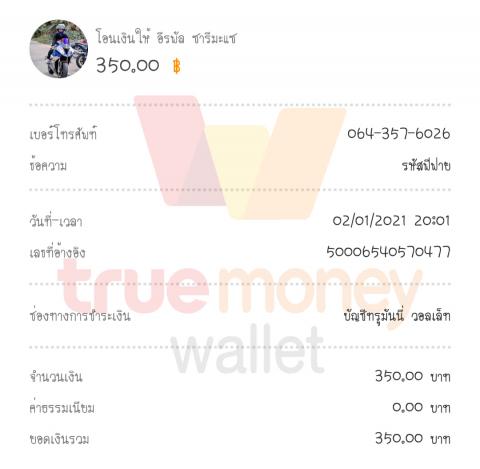 โอนเงินให้ อีรพัล ซารีมะแซ
350.00 ฿
เบอร์โทรศัพท์ 064-357-6026
ข้อความ รหัสฟีฟาย
วันที่-เวลา 02/01/2021 20:01
เลขที่อ้างอิง 50006540570477
true money
ช่องทางการชำระเงิน บัญชีทรูมันนี่ วอลเล็ท
wallet
จำนวนเงิน 350.00 บาท
ค่าธรรมเนียม 0.00 บาท
ยอดเงินรวม 350.00 บาท